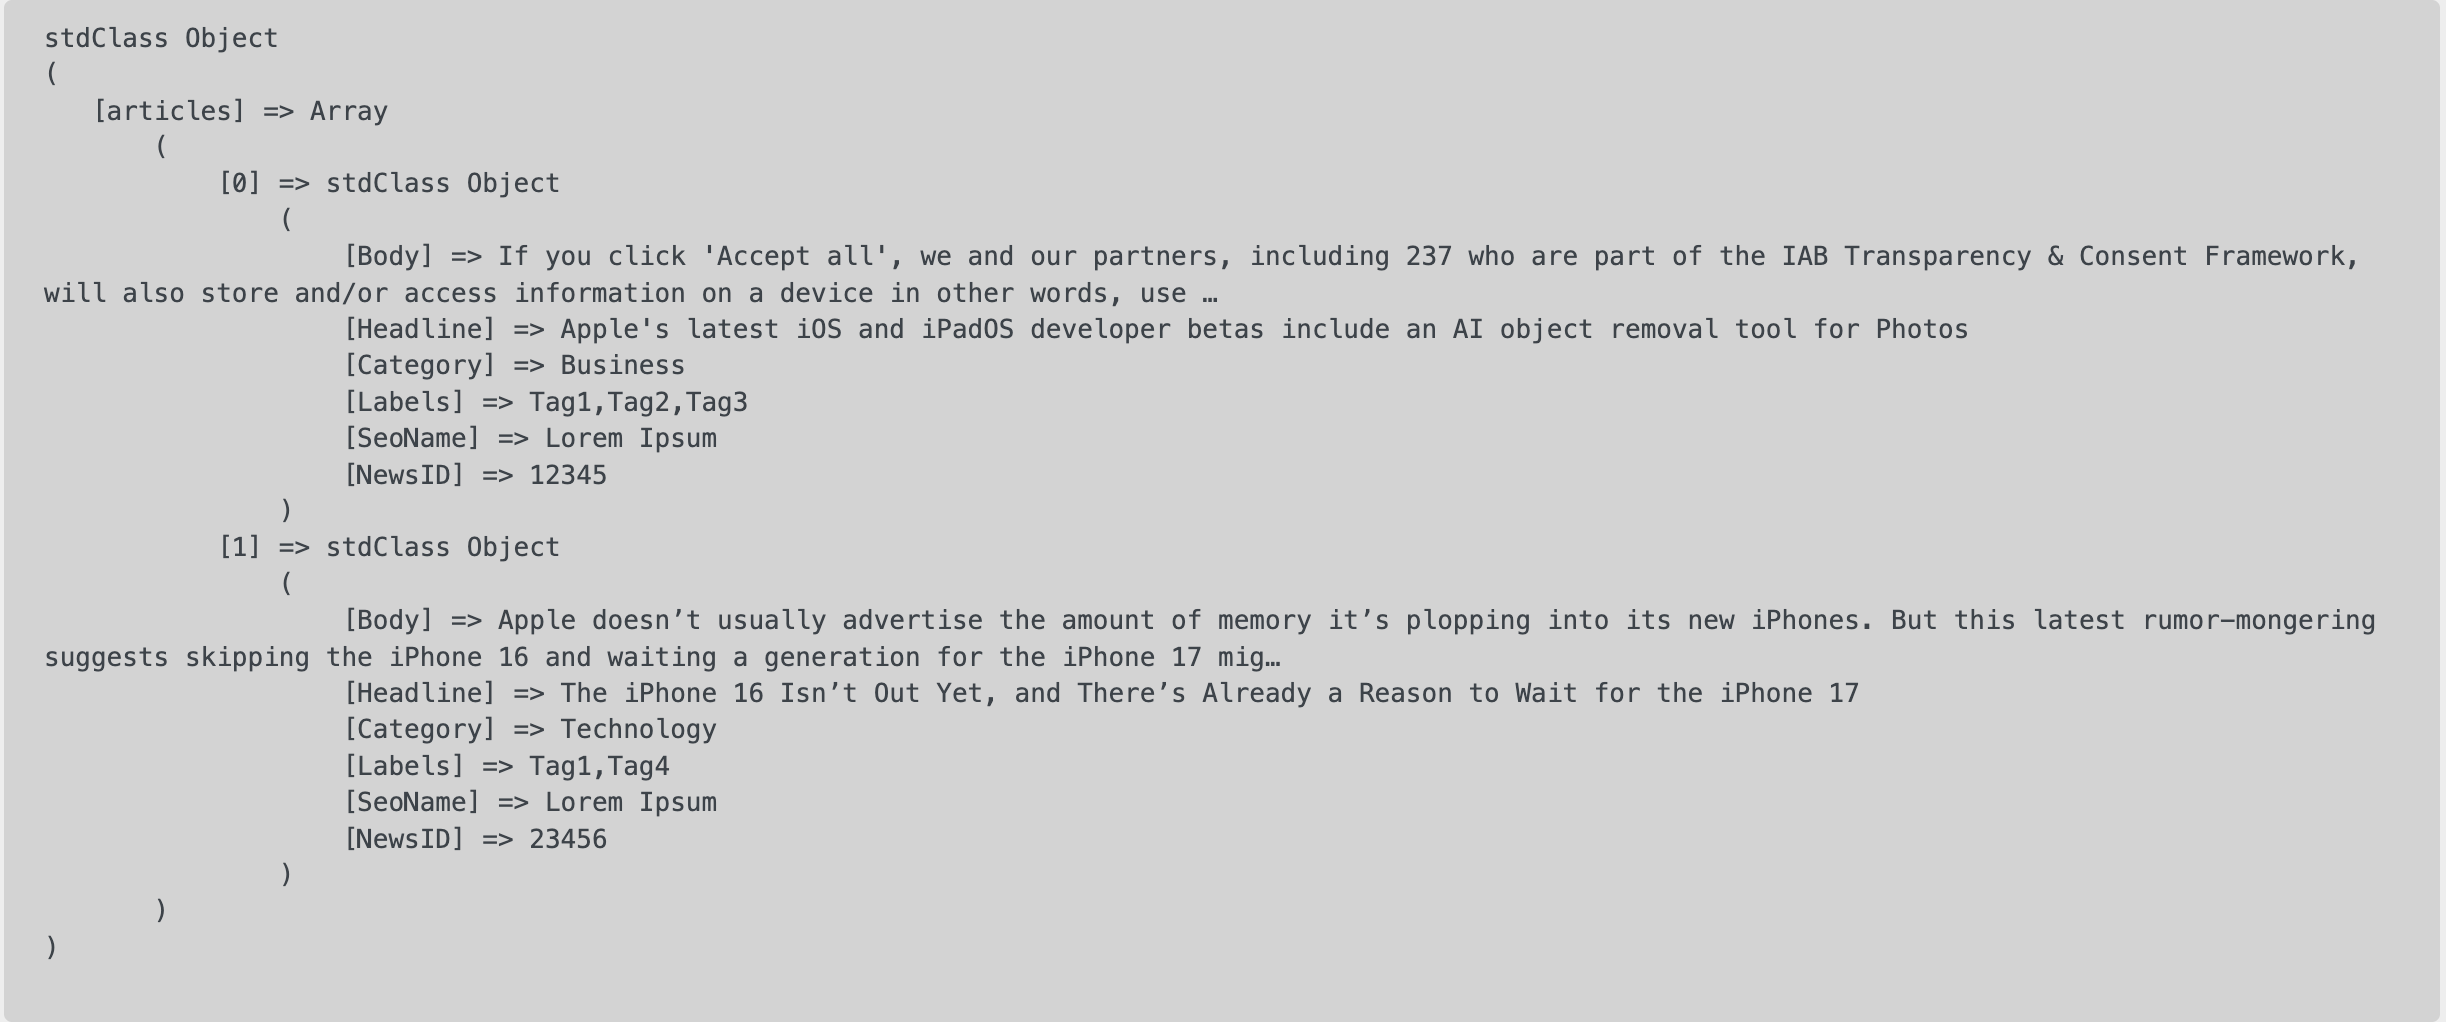 stdClass Object
(
[articles] => Array
(
[0] => stdClass Object
(
[Body] => If you click 'Accept all', we and our partners, including 237 who are part of the IAB Transparency & Consent Framework,
will also store and/or access information on a device in other words, use …
[Headline] => Apple's latest iOS and iPadOS developer betas include an AI object removal tool for Photos
[Category] => Business
[Labels] => Tag1,Tag2,Tag3
[SeoName] => Lorem Ipsum
[NewsID] => 12345
)
[1] => stdClass Object
(
[Body] => Apple doesn’t usually advertise the amount of memory it’s plopping into its new iPhones. But this latest rumor—mongering
suggests skipping the iPhone 16 and waiting a generation for the iPhone 17 mig…
[Headline] => The iPhone 16 Isn’t Out Yet, and There’s Already a Reason to Wait for the iPhone 17
[Category] => Technology
[Labels] => Tag1,Tag4
[SeoName] => Lorem Ipsum
[NewsID] => 23456
)
)
)